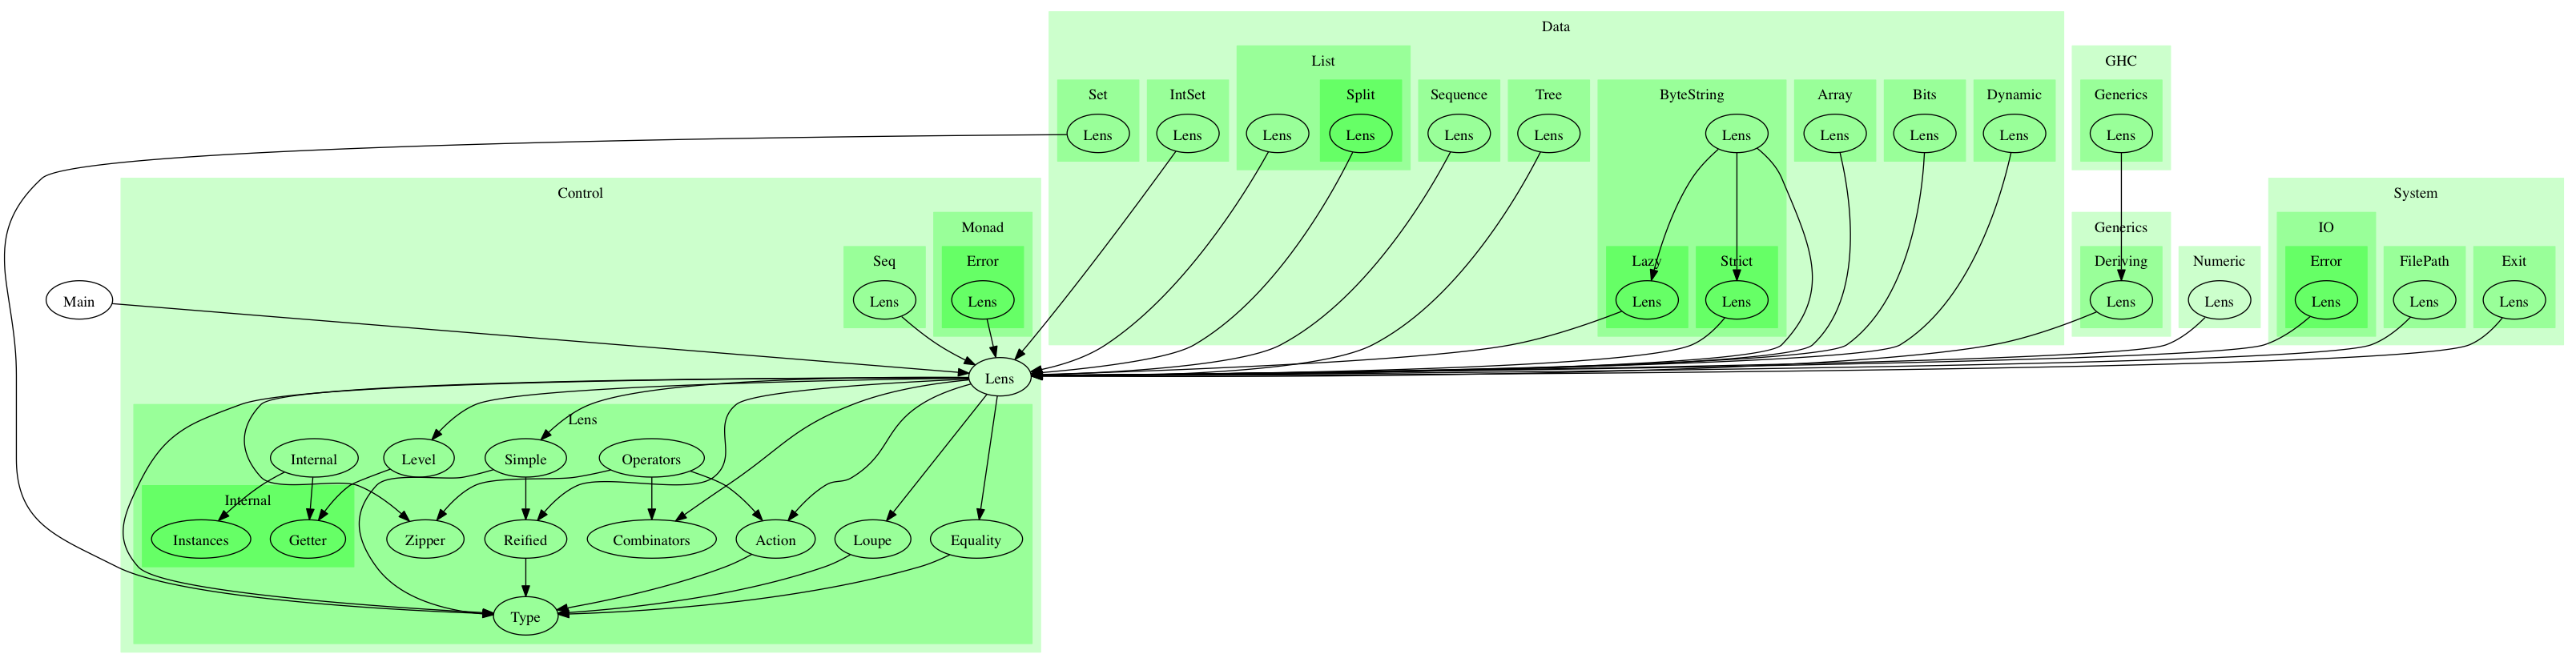 Data
List
GHC
Set
IntSet
Split
Sequence
Tree
ByteString
Array
Bits
Dynamic
Generics
Lens
Lens
Lens
Lens
Lens
Lens
Lens
Lens
Lens
Lens
Lens
Control
System
Monad
Generics
IO
Seq
Error
Lazy
Strict
Deriving
Numeric
Error
FilePath
Exit
Main
Lens
Lens
Lens
Lens
Lens
Lens
Lens
Lens
Lens
Lens
Lens
Internal
Level
Simple
Operators
Internal
Instances
Getter
Zipper
Reified
Combinators
Action
Loupe
Equality
Type